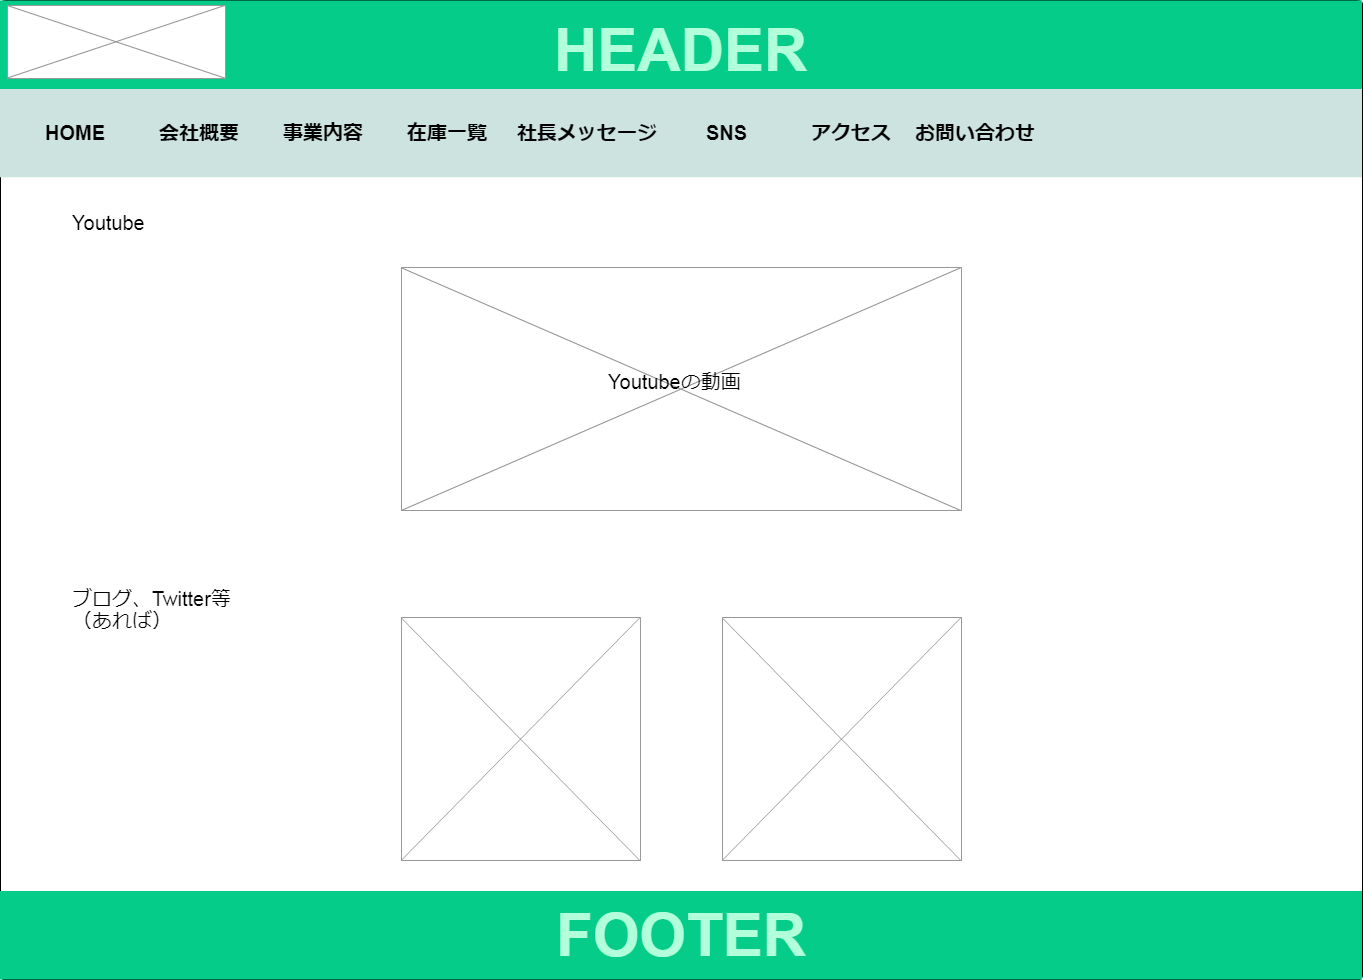 HEADER
HOME 会社概要 事業内容 在庫一覧 社長メッセージ SNS アクセス お問い合わせ
Youtube
Youtubeの動画
ブログ、Twitter等
（あれば）
FOOTER